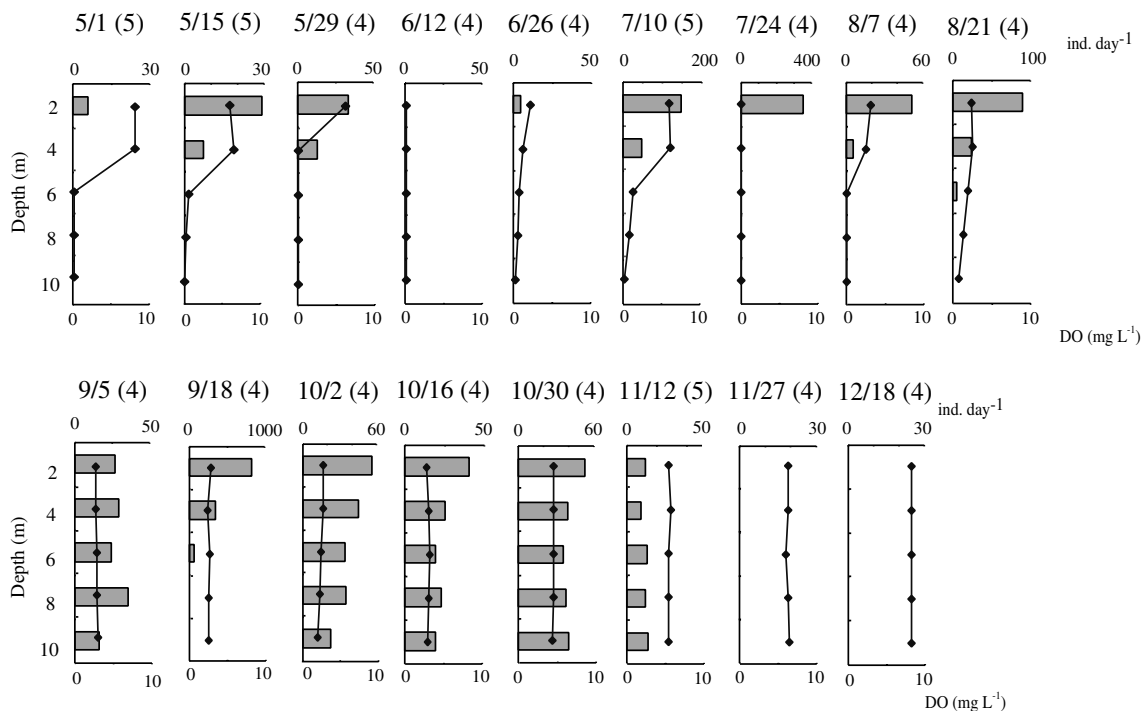 5/1 (5) 5/15 (5) 5/29 (4) 6/12 (4) 6/26 (4) 7/10 (4) 7/24 (4) 8/7 (4) 8/21 (4) ind. day-1
0 30 0 30 0 50 0 50 0 50 0 200 0 400 0 60 0 100
Depth (m)
2
4
6
8
10
0 10 0 10 0 10 0 10 0 10 0 10 0 10 0 10 0 10
DO (mg L-1)
9/5 (4) 9/18 (4) 10/2 (4) 10/16 (4) 10/30 (4) 11/12 (5) 11/27 (4) 12/18 (4) ind. day-1
0 50 0 1000 0 60 0 50 0 60 0 50 0 30 0 30
Depth (m)
2
4
6
8
10
0 10 0 10 0 10 0 10 0 10 0 10 0 10 0 10
DO (mg L-1)